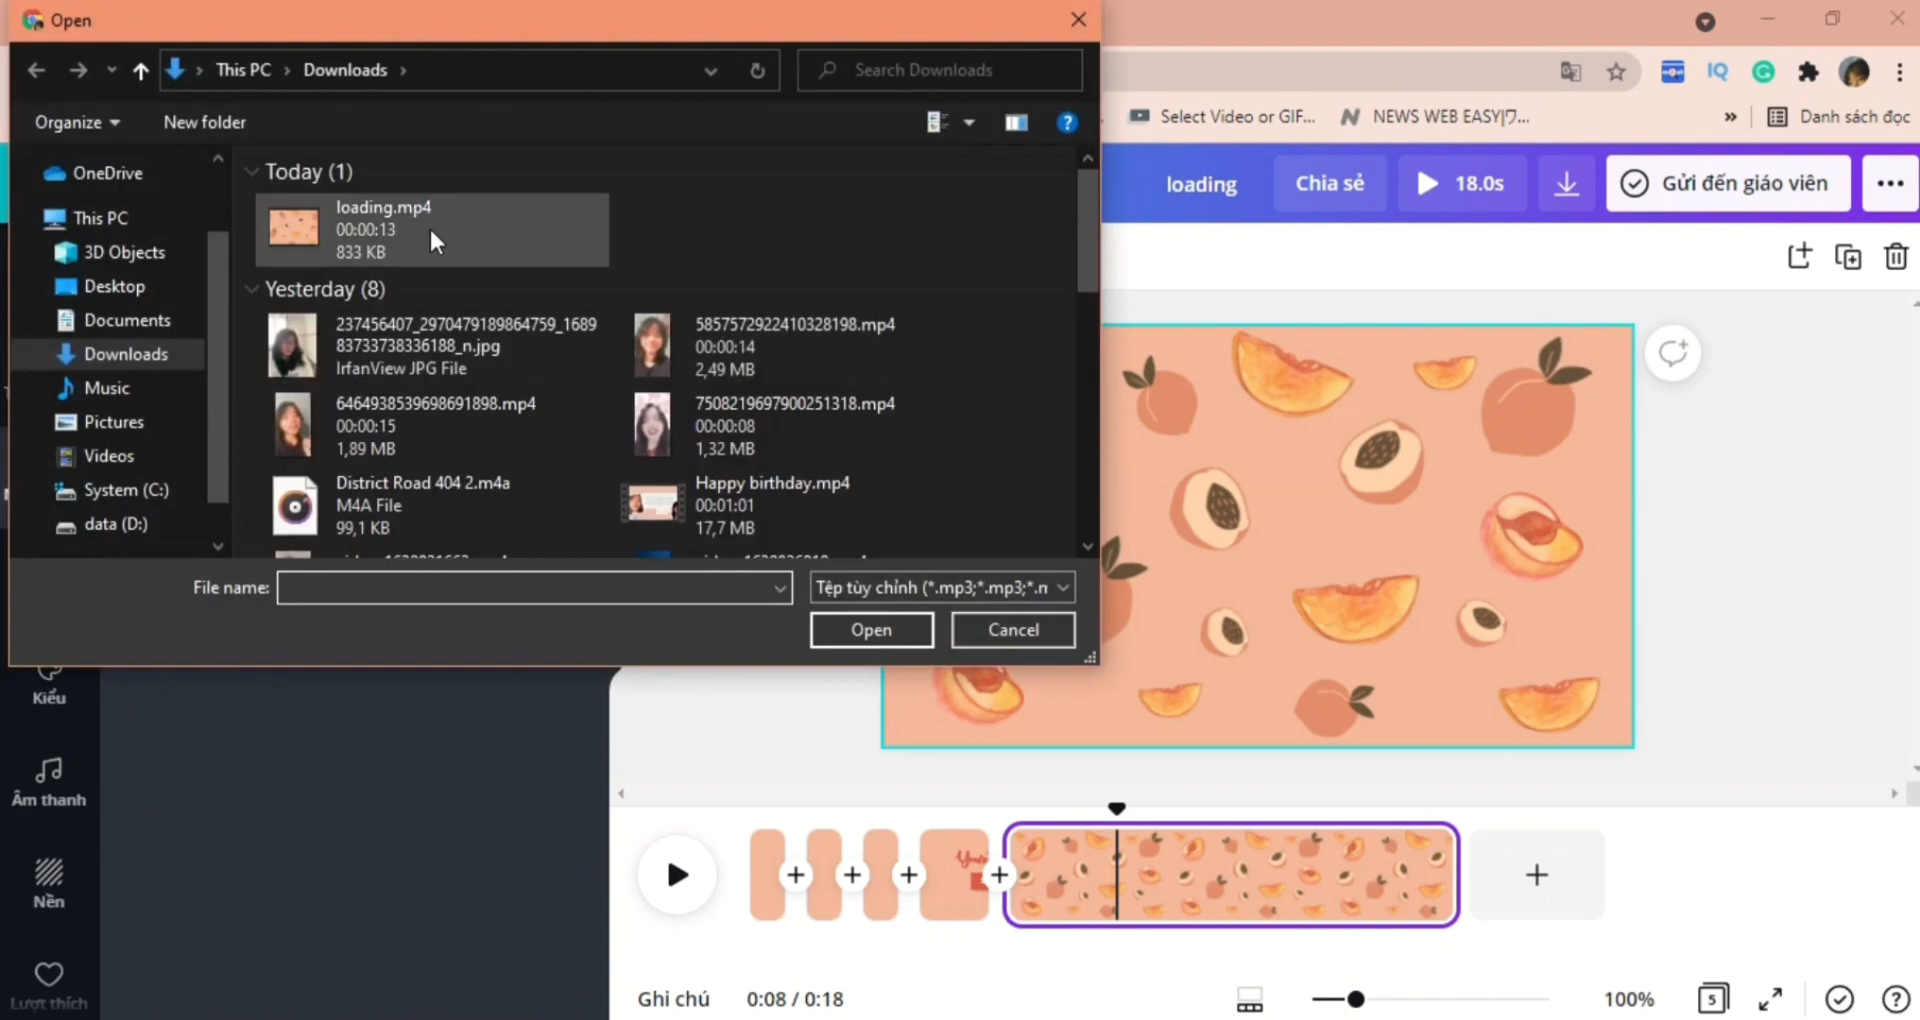 Open
This PC
Downloads
Search Downloads
Organize
New folder
OneDrive
This PC
3D Objects
Desktop
Documents
Downloads
Music
Pictures
Videos
System (C:)
data (D:)
Today (1)
loading.mp4
00:00:13
833 KB
Yesterday (8)
237456407_2970479189864759_1689
83733738336188_n.jpg
IrfanView JPG File
5857572922410328198.mp4
00:00:14
2,49 MB
6464938539698691898.mp4
00:00:15
1,89 MB
7508219697900251318.mp4
00:00:08
1,32 MB
District Road 404 2.m4a
M4A File
99,1 KB
Happy birthday.mp4
00:01:01
17,7 MB
File name:
Tệp tùy chỉnh (*.mp3;*.mp3;*.n
Open
Cancel
IQ
Select Video or GIF...
NEWS WEB EASY|ワ...
»
Danh sách đọc
loading
Chia sẻ
18.0s
Gửi đến giáo viên
Kiểu
Âm thanh
Nền
Lượt thích
Ghi chú
0:08 / 0:18
100%
5